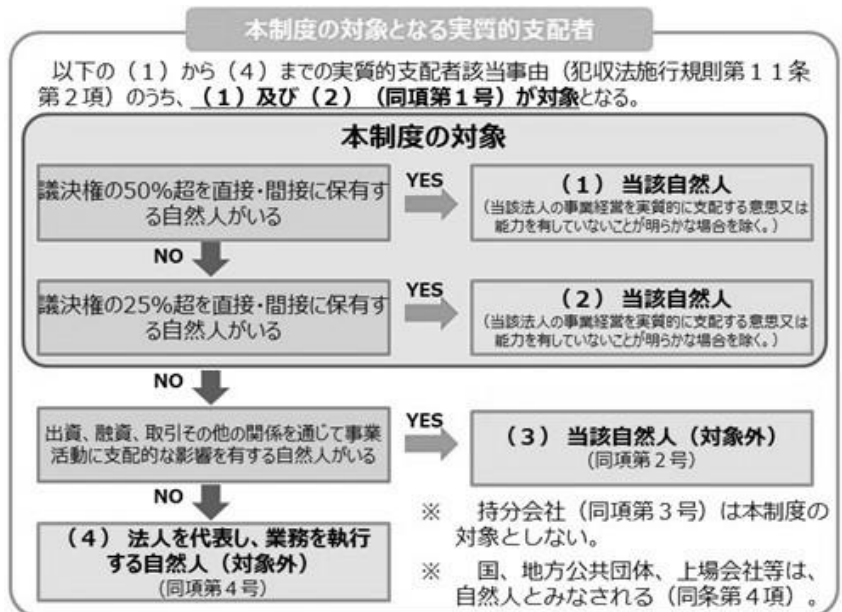 本制度の対象となる実質的支配者
以下の（１）から（４）までの実質的支配者該当事由（犯収法施行規則第１１条
第２項）のうち、（１）及び（２）（同項第１号）が対象となる。
本制度の対象
議決権の50%超を直接・間接に保有す
る自然人がいる
YES
（１）当該自然人
（当該法人の事業経営を実質的に支配する意思又は
能力を有していないことが明らかな場合を除く。）
NO
議決権の25%超を直接・間接に保有す
る自然人がいる
YES
（２）当該自然人
（当該法人の事業経営を実質的に支配する意思又は
能力を有していないことが明らかな場合を除く。）
NO
出資、融資、取引その他の関係を通じて事業
活動に支配的な影響を有する自然人がいる
YES
（３）当該自然人（対象外）
（同項第２号）
NO
（４）法人を代表し、業務を執行
する自然人（対象外）
（同項第４号）
※　持分会社（同項第３号）は本制度の
対象としない。
※　国、地方公共団体、上場会社等は、
自然人とみなされる（同条第４項）。